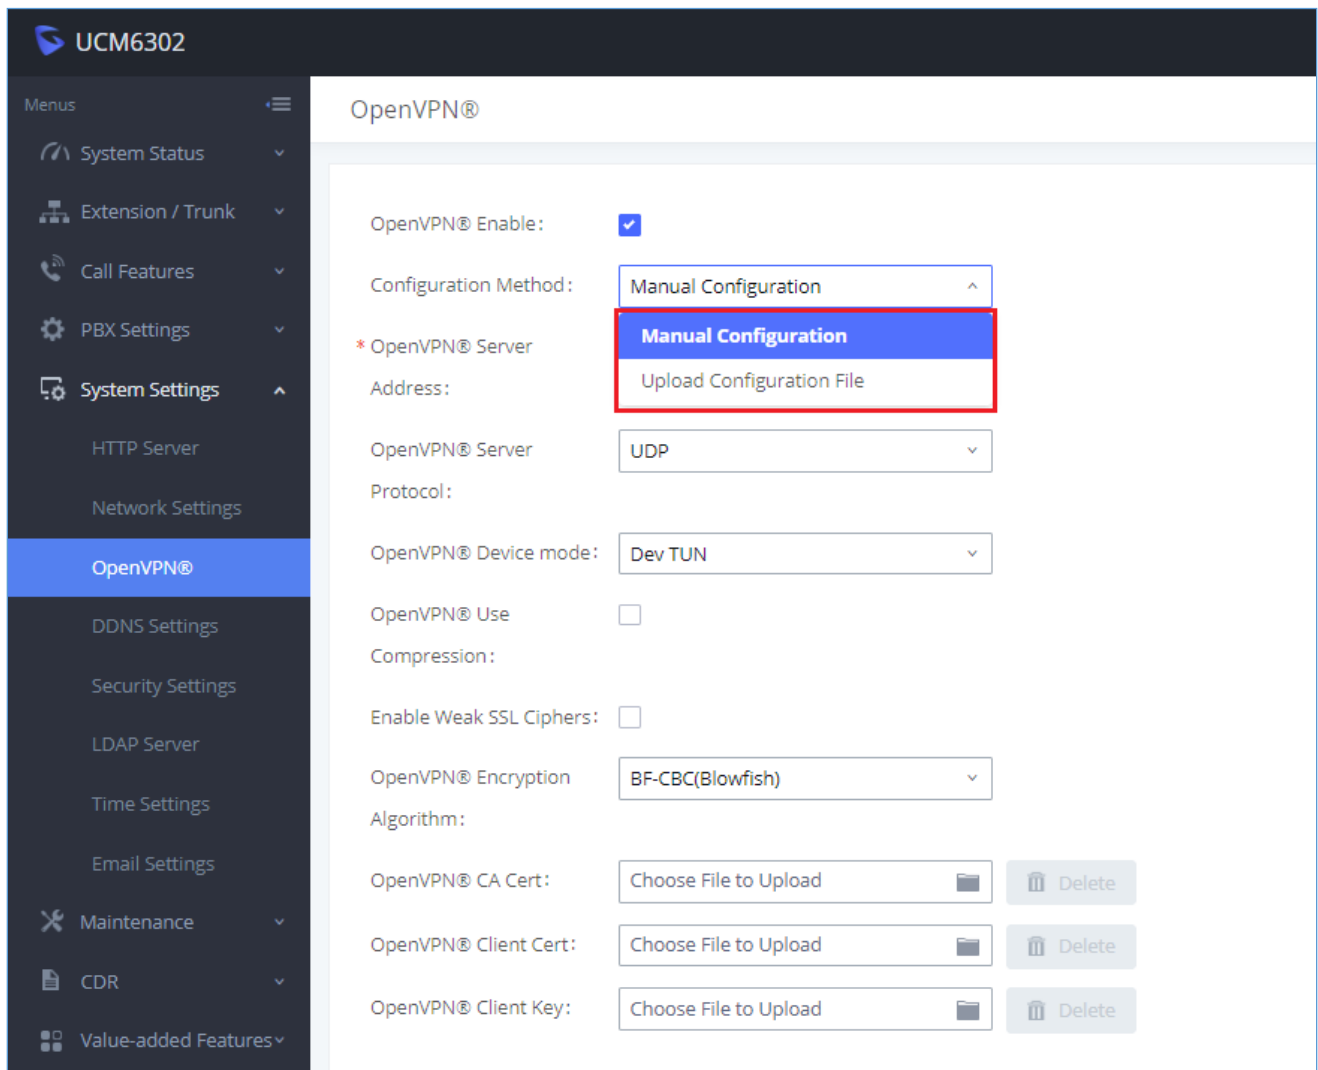 UCM6302
Menus
System Status
Extension / Trunk
Call Features
PBX Settings
System Settings
HTTP Server
Network Settings
OpenVPN®
DDNS Settings
Security Settings
LDAP Server
Time Settings
Email Settings
Maintenance
CDR
Value-added Features
OpenVPN®
OpenVPN® Enable:
Configuration Method:
Manual Configuration
Manual Configuration
Upload Configuration File
* OpenVPN® Server
Address:
OpenVPN® Server
Protocol:
UDP
OpenVPN® Device mode:
Dev TUN
OpenVPN® Use
Compression:
Enable Weak SSL Ciphers:
OpenVPN® Encryption
Algorithm:
BF-CBC(Blowfish)
OpenVPN® CA Cert:
Choose File to Upload
Delete
OpenVPN® Client Cert:
Choose File to Upload
Delete
OpenVPN® Client Key:
Choose File to Upload
Delete